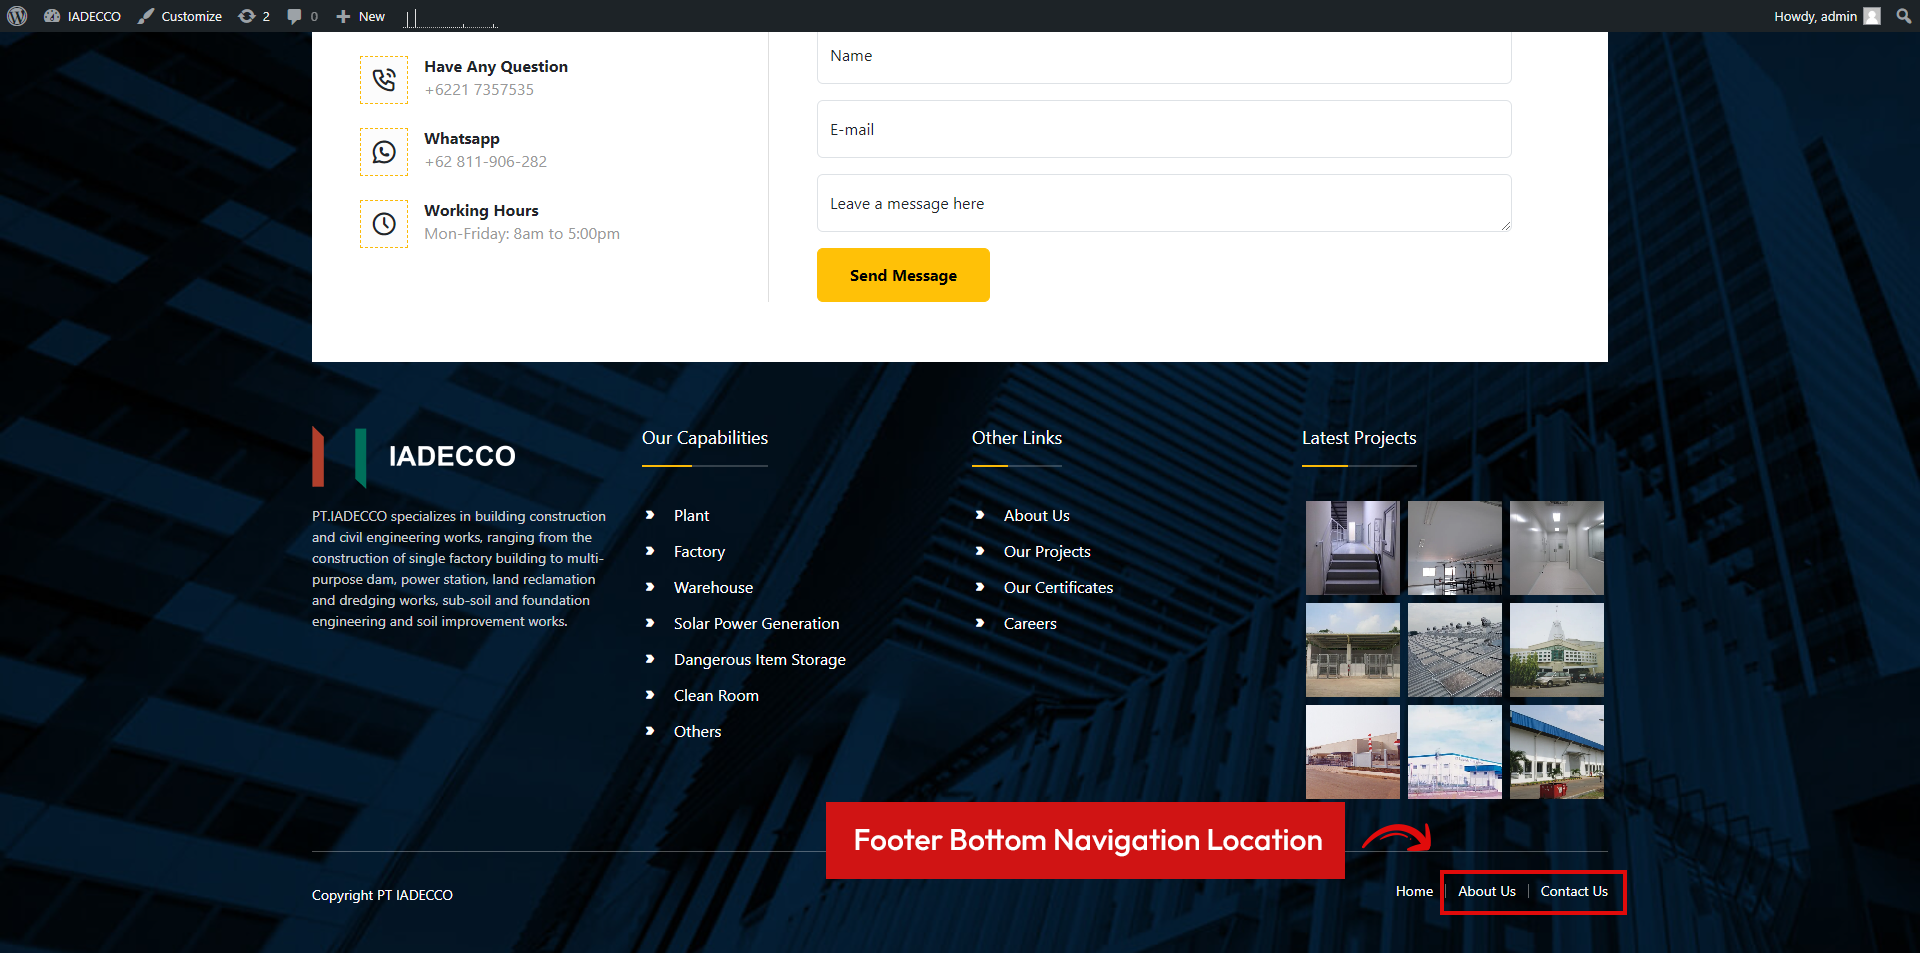 IADECCO
Customize
2
0
New
Howdy, admin
Have Any Question
+6221 7357535
Whatsapp
+62 811-906-282
Working Hours
Mon-Friday: 8am to 5:00pm
Name
E-mail
Leave a message here
Send Message
IADECCO
PT.IADECCO specializes in building construction
and civil engineering works, ranging from the
construction of single factory building to multi-
purpose dam, power station, land reclamation
and dredging works, sub-soil and foundation
engineering and soil improvement works.
Our Capabilities
Plant
Factory
Warehouse
Solar Power Generation
Dangerous Item Storage
Clean Room
Others
Other Links
About Us
Our Projects
Our Certificates
Careers
Latest Projects
Footer Bottom Navigation Location
Copyright PT IADECCO
Home | About Us | Contact Us